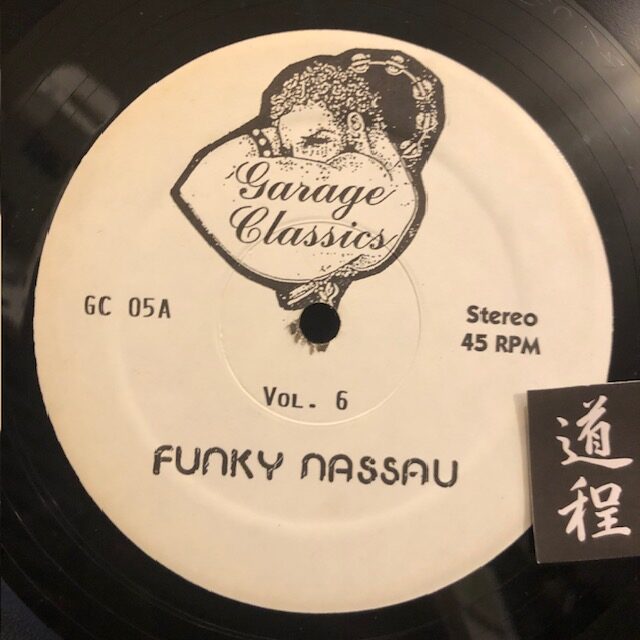 Garage
Classics
GC 05A
Stereo
45 RPM
Vol. 6
FUNKY NASSAU
道程